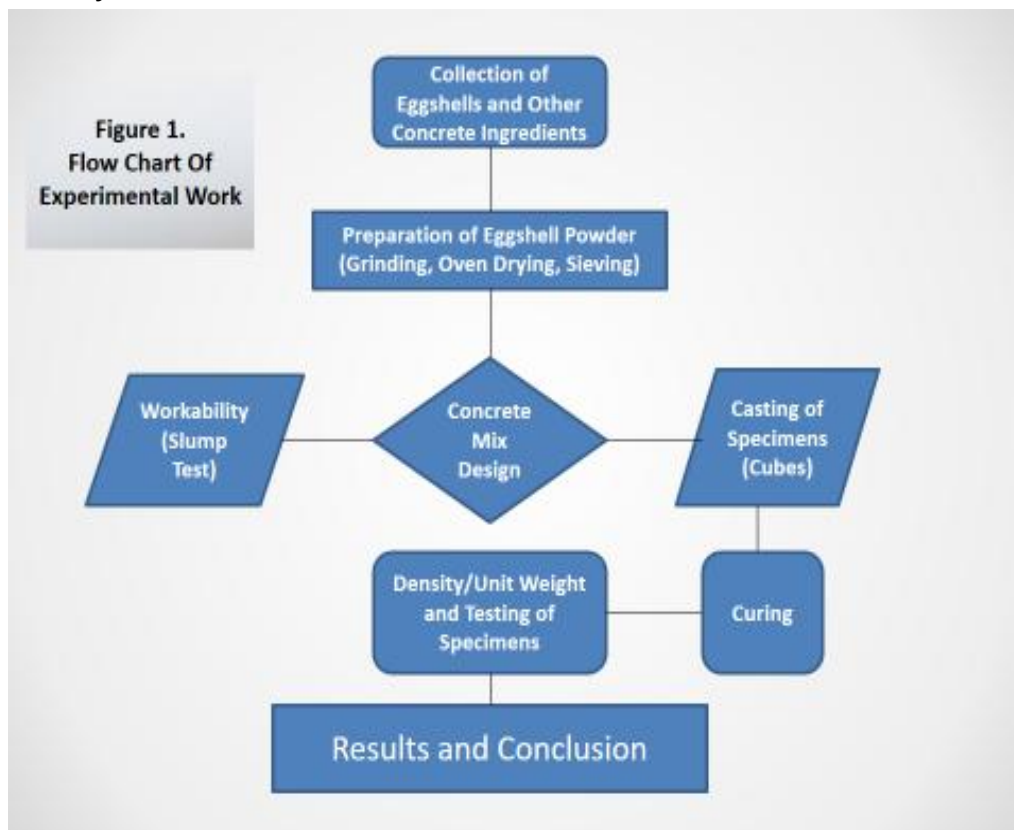 Figure 1.
Flow Chart Of
Experimental Work
Collection of
Eggshells and Other
Concrete Ingredients
Preparation of Eggshell Powder
(Grinding, Oven Drying, Sieving)
Workability
(Slump
Test)
Concrete
Mix
Design
Casting of
Specimens
(Cubes)
Density/Unit Weight
and Testing of
Specimens
Curing
Results and Conclusion